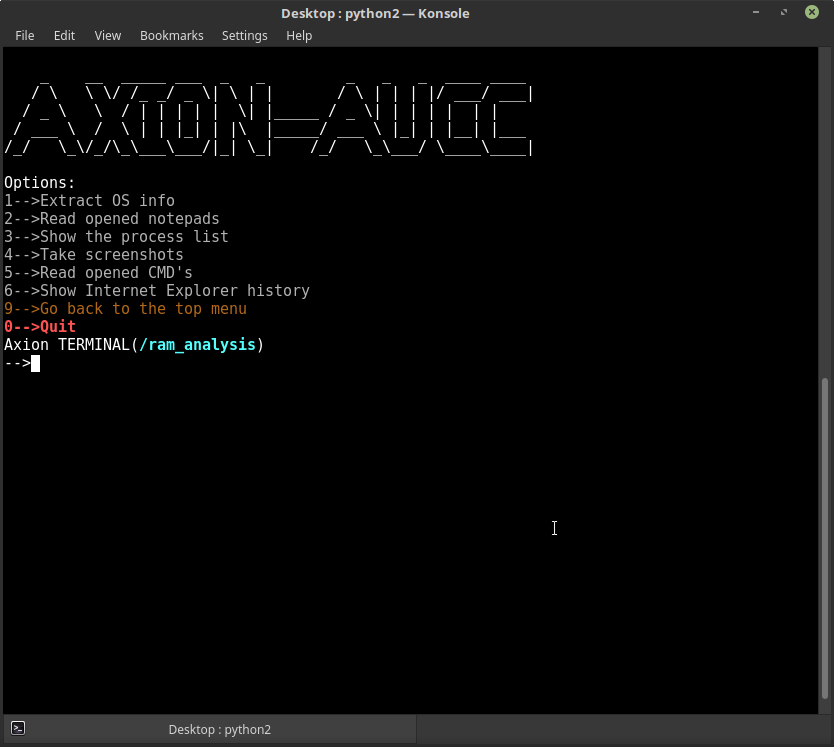 Desktop : python2 — Konsole
File Edit View Bookmarks Settings Help
AXION-AUCC
Options:
1-->Extract OS info
2-->Read opened notepads
3-->Show the process list
4-->Take screenshots
5-->Read opened CMD's
6-->Show Internet Explorer history
9-->Go back to the top menu
0-->Quit
Axion TERMINAL(/ram_analysis)
-->
Desktop : python2